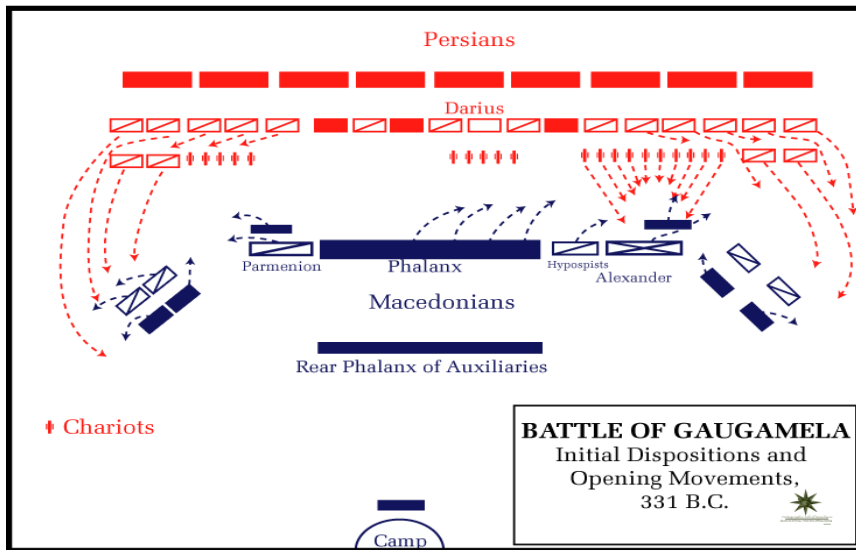 Persians
Darius
Parmenion
Phalanx
Hypospists
Alexander
Macedonians
Rear Phalanx of Auxiliaries
Chariots
BATTLE OF GAUGAMELA
Initial Dispositions and
Opening Movements,
331 B.C.
Camp